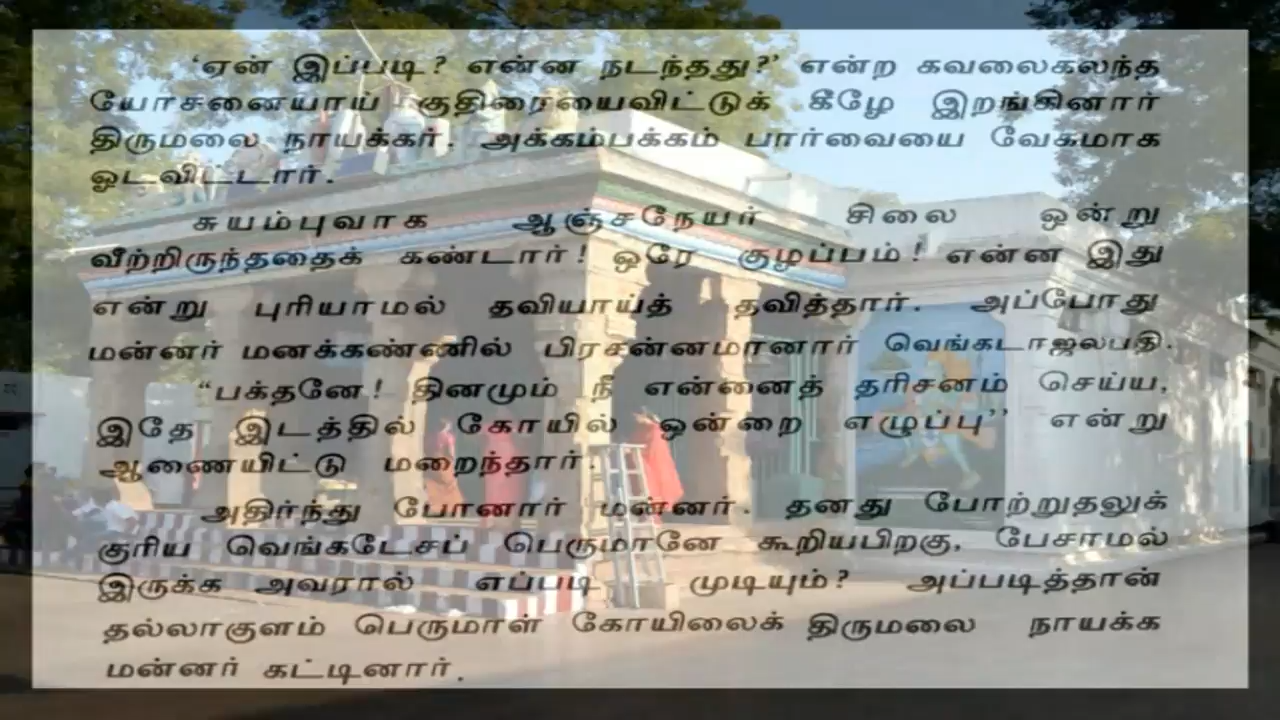 ‘ஏன் இப்படி? என்ன நடந்தது?’ என்ற கவலைகலந்த
யோசனையாய் குதிரையைவிட்டுக் கீழே இறங்கினார்
திருமலை நாயக்கர். அக்கம்பக்கம் பார்வையை வேகமாக
ஓடவிட்டார்.
சுயம்புவாக ஆஞ்சநேயர் சிலை ஒன்று
வீற்றிருந்ததைக் கண்டார்! ஒரே குழப்பம்! என்ன இது
என்று புரியாமல் தவியாய்த் தவித்தார். அப்போது
மன்னர் மனக்கண்ணில் பிரசன்னமானார் வெங்கடாஜலபதி.
“பக்தனே! தினமும் நீ என்னைத் தரிசனம் செய்ய,
இதே இடத்தில் கோயில் ஒன்றை எழுப்பு’’ என்று
ஆணையிட்டு மறைந்தார்.
அதிர்ந்து போனார் மன்னர். தனது போற்றுதலுக்
குரிய வெங்கடேசப் பெருமானே கூறியபிறகு, பேசாமல்
இருக்க அவரால் எப்படி முடியும்? அப்படித்தான்
தல்லாகுளம் பெருமாள் கோயிலைக் திருமலை நாயக்க
மன்னர் கட்டினார்.